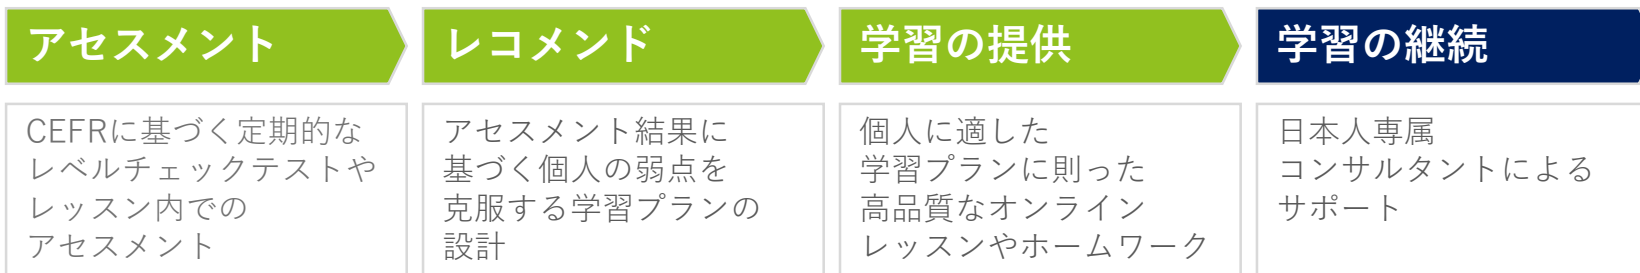 アセスメント
CEFRに基づく定期的な
レベルチェックテストや
レッスン内での
アセスメント
レコメンド
アセスメント結果に
基づく個人の弱点を
克服する学習プランの
設計
学習の提供
個人に適した
学習プランに則った
高品質なオンライン
レッスンやホームワーク
学習の継続
日本人専属
コンサルタントによる
サポート